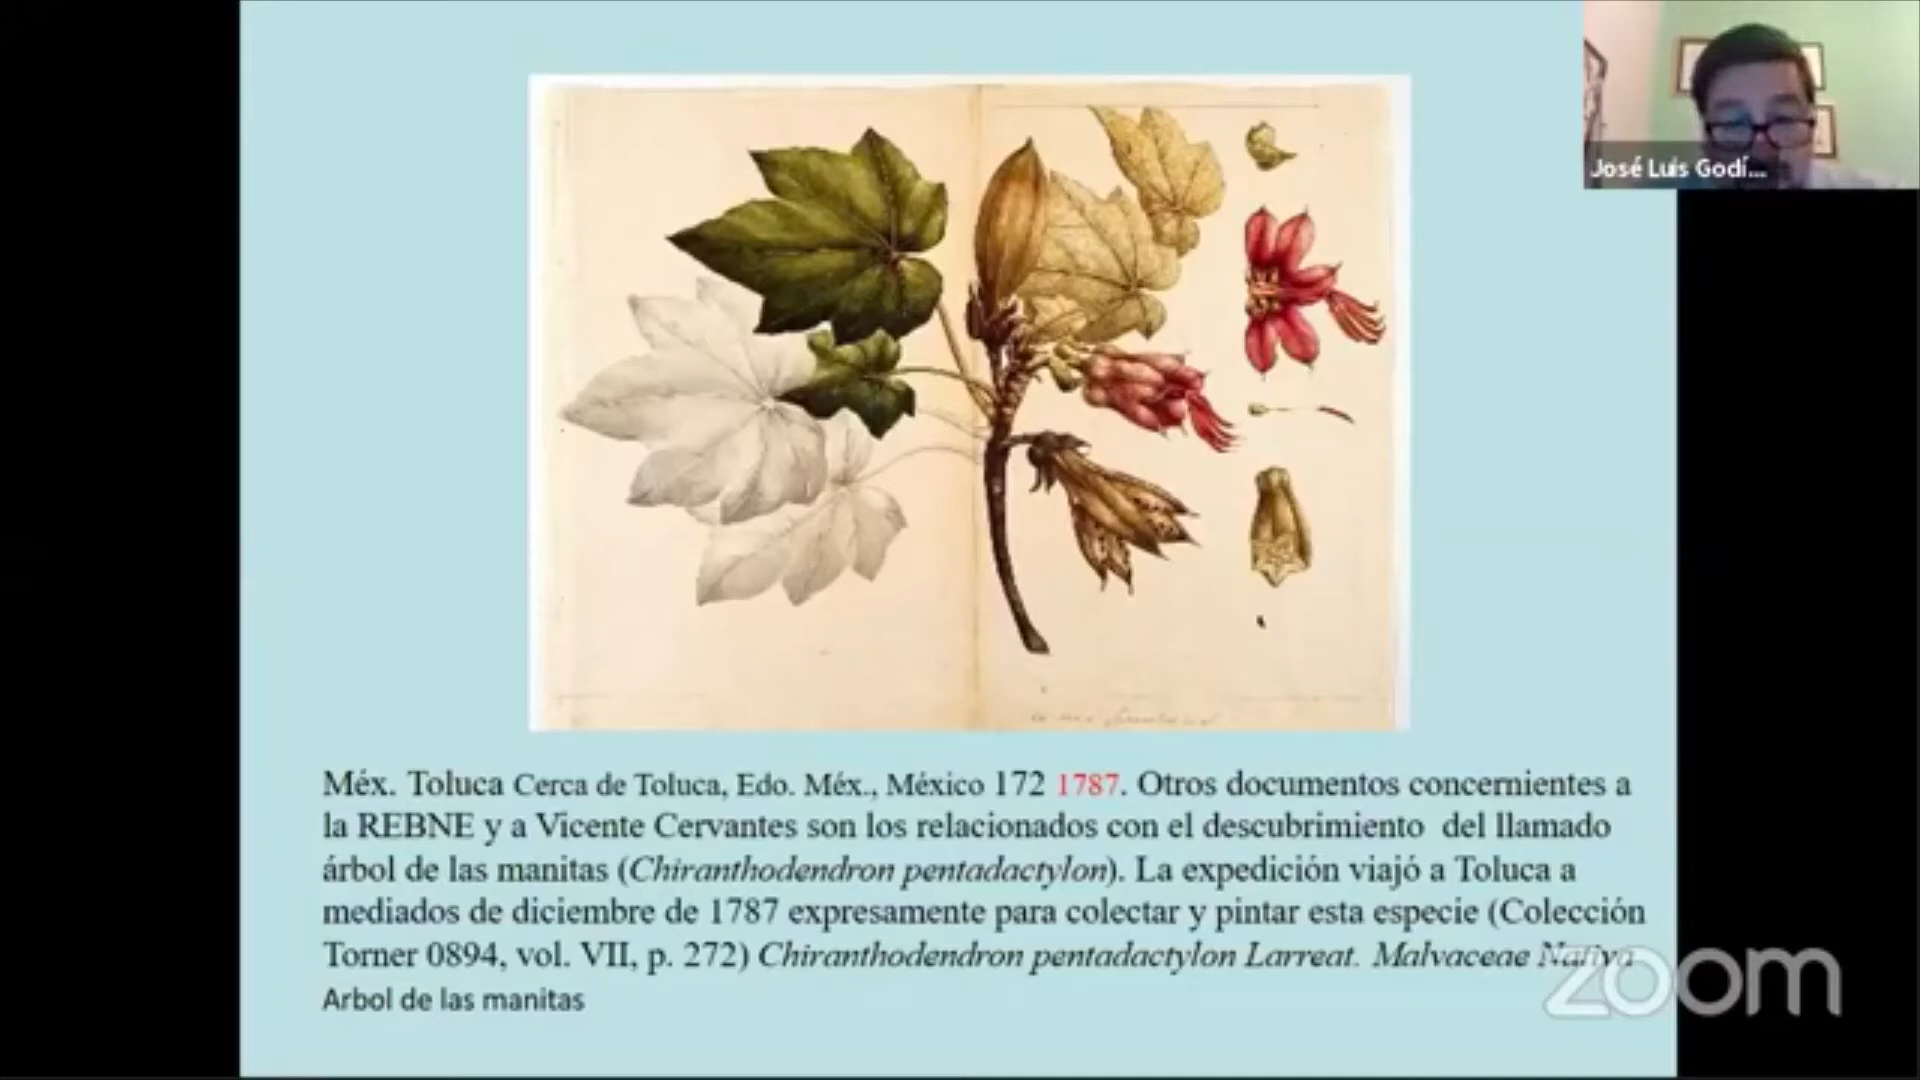 José Luis Godí...
Méx. Toluca Cerca de Toluca, Edo. Méx., México 172 1787. Otros documentos concernientes a
la REBNE y a Vicente Cervantes son los relacionados con el descubrimiento del llamado
árbol de las manitas (Chiranthodendron pentadactylon). La expedición viajó a Toluca a
mediados de diciembre de 1787 expresamente para colectar y pintar esta especie (Colección
Torner 0894, vol. VII, p. 272) Chiranthodendron pentadactylon Larreat. Malvaceae Nativa
Arbol de las manitas
zoom